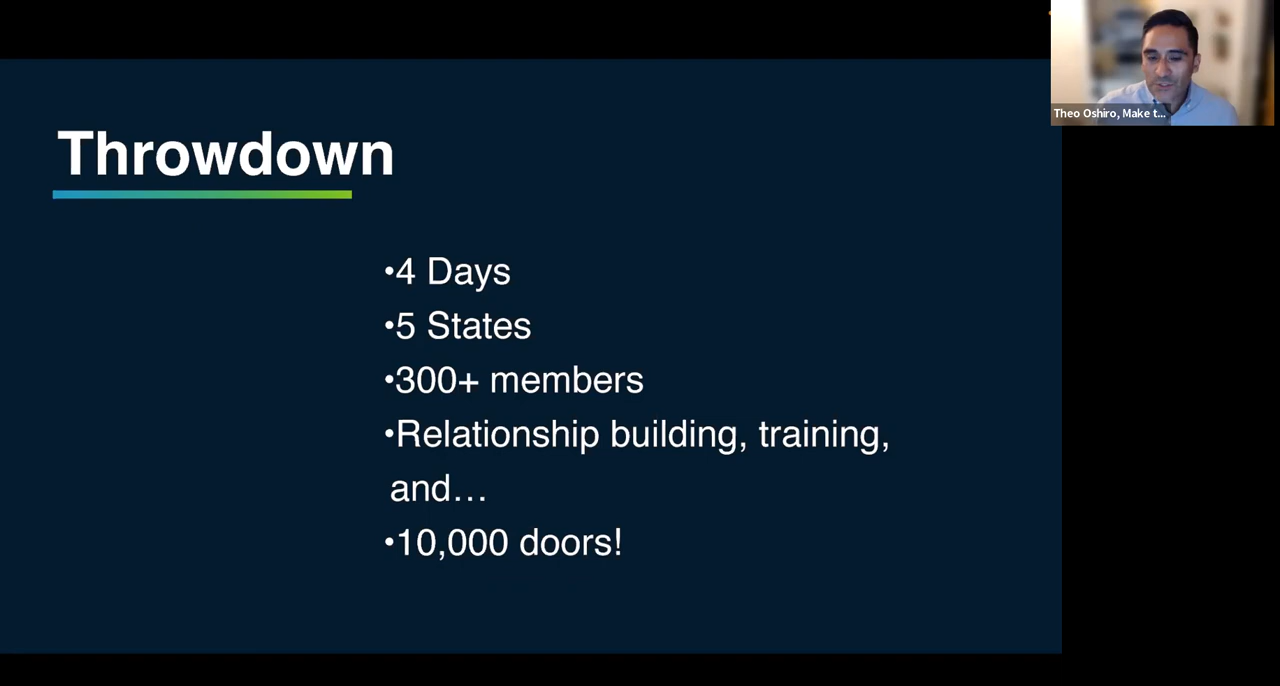 Throwdown
•4 Days
•5 States
•300+ members
•Relationship building, training,
and…
•10,000 doors!
Theo Oshiro, Make t...